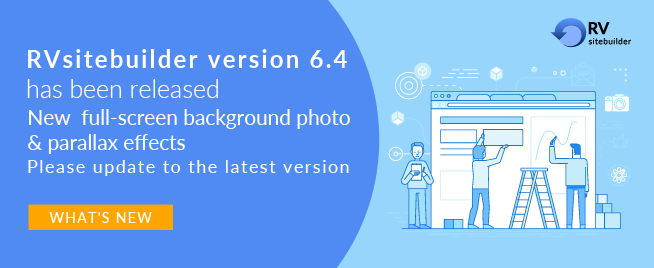 RV
sitebuilder
RVsitebuilder version 6.4
has been released
New full-screen background photo
& parallax effects
Please update to the latest version
WHAT'S NEW